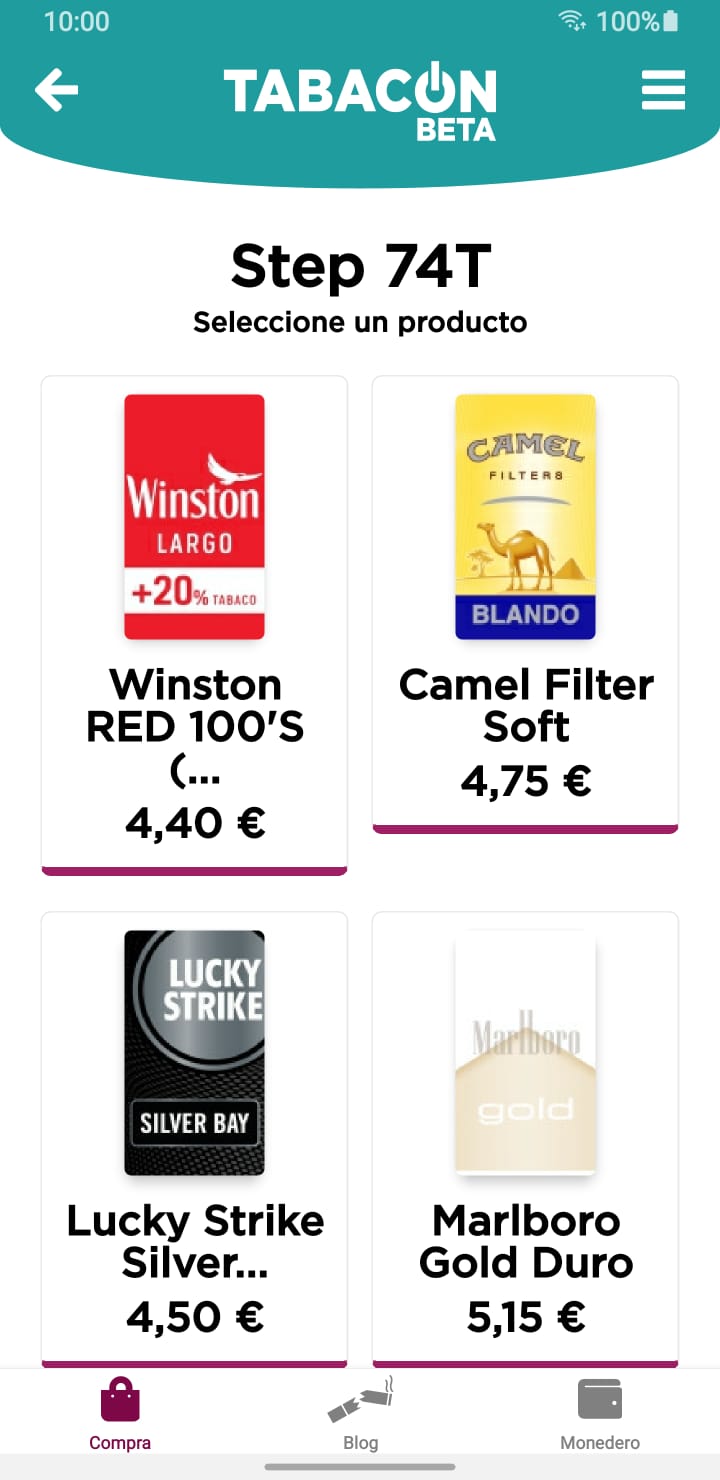 10:00
100%
TABACON
BETA
Step 74T
Seleccione un producto
Winston
LARGO
+20% TABACO
Winston
RED 100'S
(...
4,40 €
CAMEL
FILTERS
BLANDO
Camel Filter
Soft
4,75 €
LUCKY
STRIKE
SILVER BAY
Lucky Strike
Silver...
4,50 €
Marlboro
gold
Marlboro
Gold Duro
5,15 €
Compra
Blog
Monedero